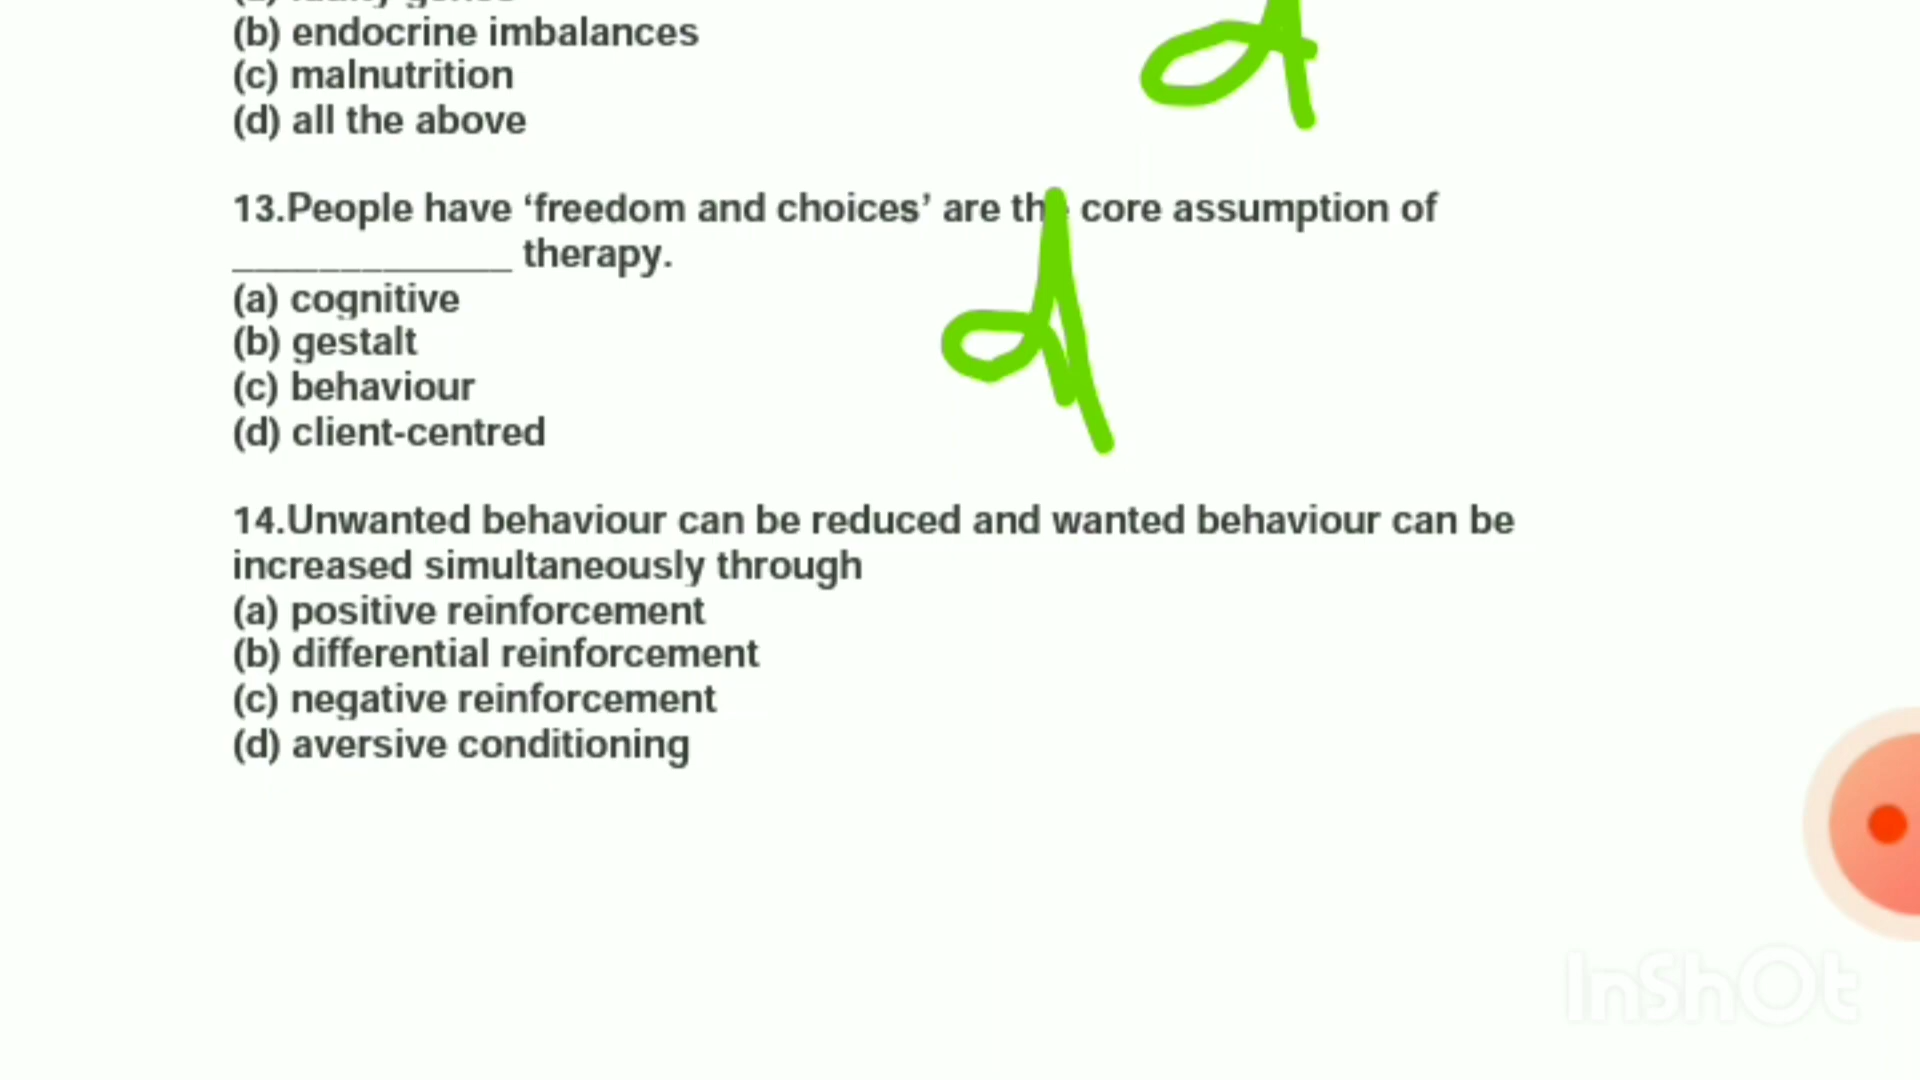 (b) endocrine imbalances
(c) malnutrition
(d) all the above
d
13.People have ‘freedom and choices’ are the core assumption of
_____________ therapy.
(a) cognitive
(b) gestalt
(c) behaviour
(d) client-centred
d
14.Unwanted behaviour can be reduced and wanted behaviour can be
increased simultaneously through
(a) positive reinforcement
(b) differential reinforcement
(c) negative reinforcement
(d) aversive conditioning
InShOt